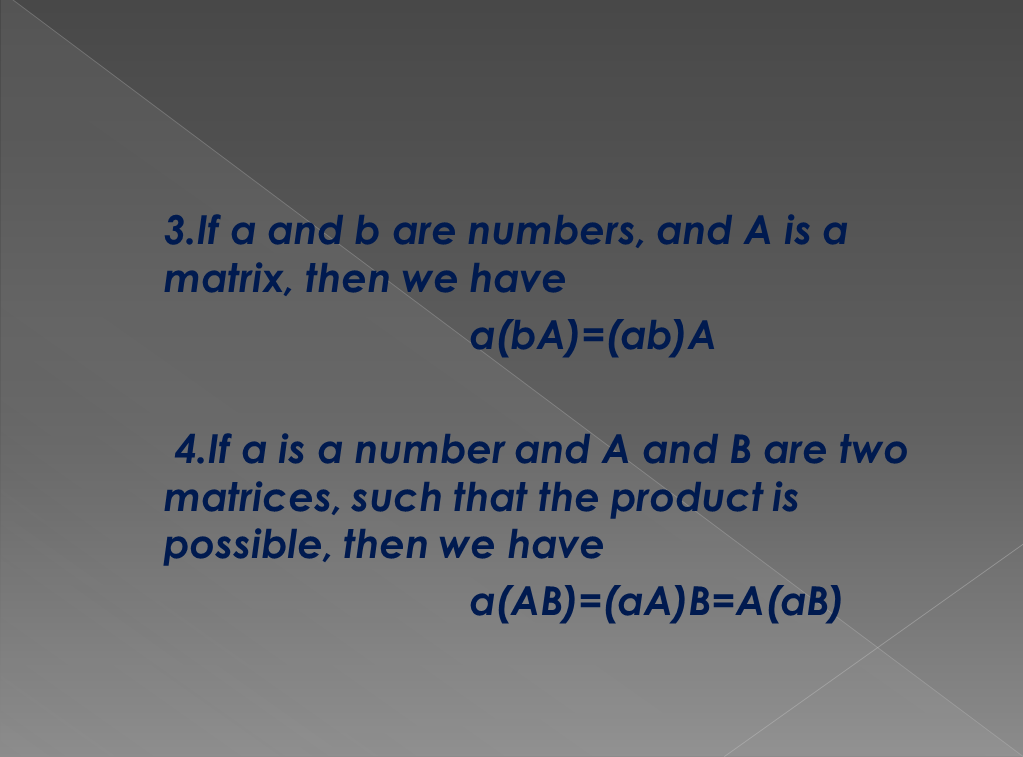 3.If a and b are numbers, and A is a
matrix, then we have
a(bA)=(ab)A
4.If a is a number and A and B are two
matrices, such that the product is
possible, then we have
a(AB)=(aA)B=A(aB)